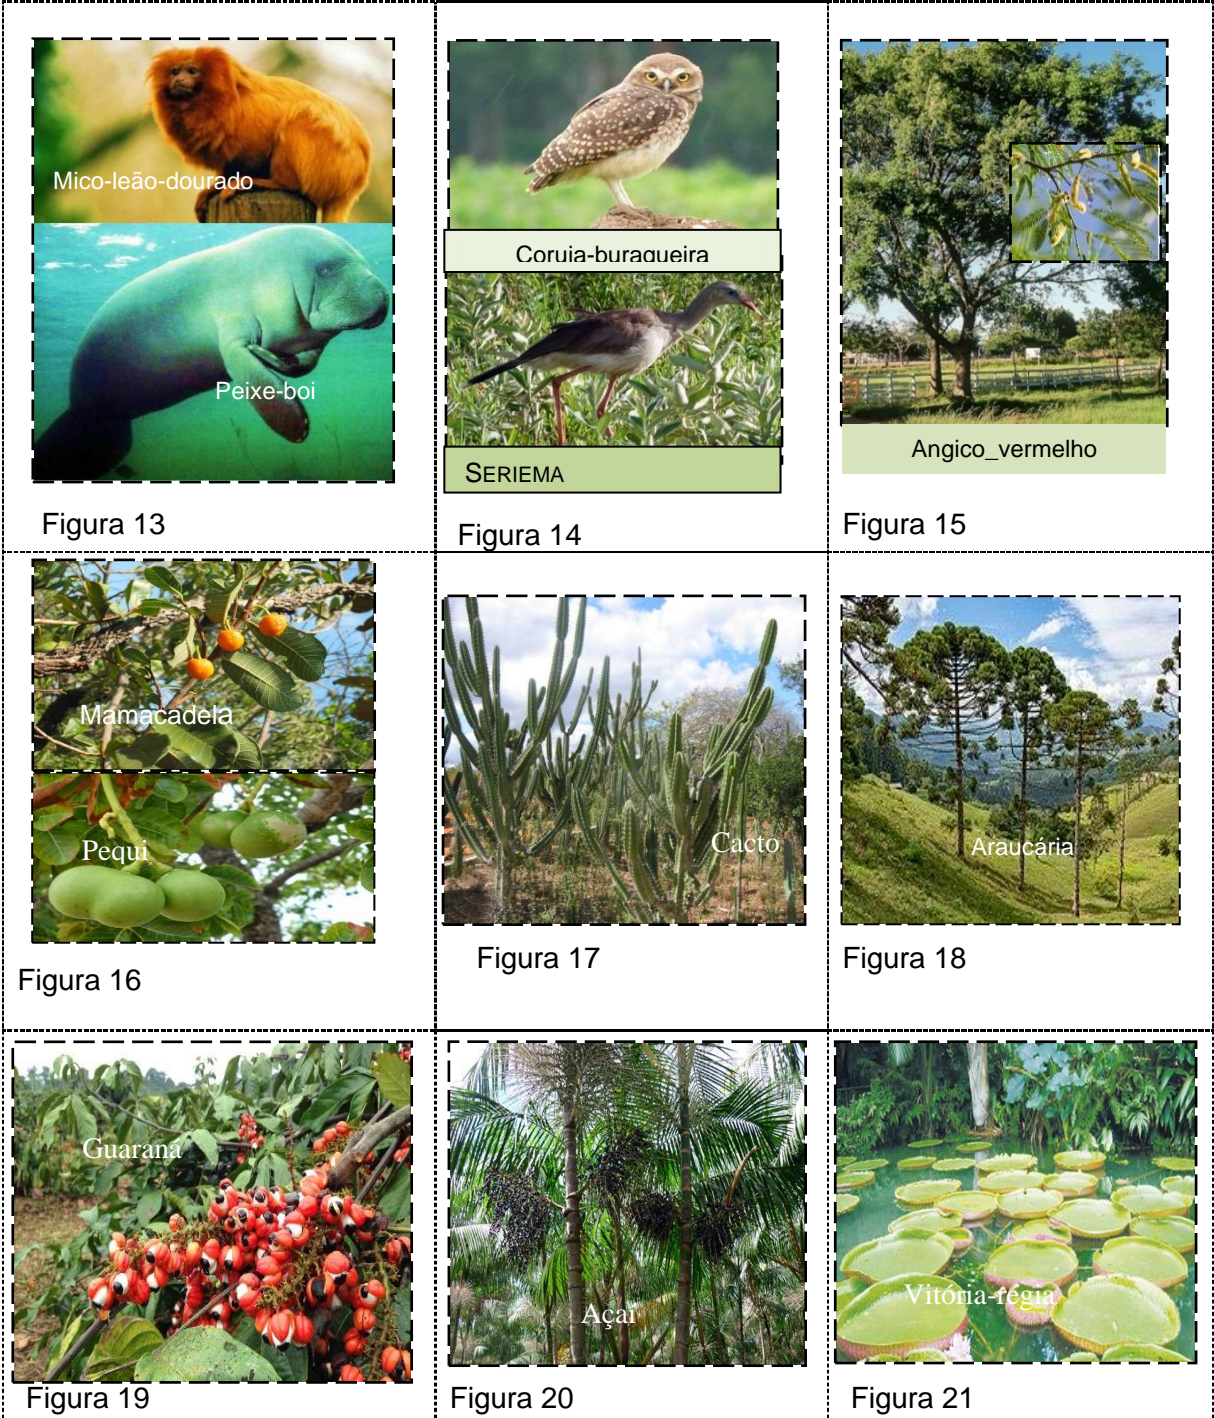 Mico-leão-dourado
Peixe-boi
Figura 13
Coruja-buraqueira
SERIEMA
Figura 14
Angico_vermelho
Figura 15
Mamacadela
Pequi
Figura 16
Cacto
Figura 17
Araucária
Figura 18
Guaraná
Figura 19
Açaí
Figura 20
Vitória-régia
Figura 21